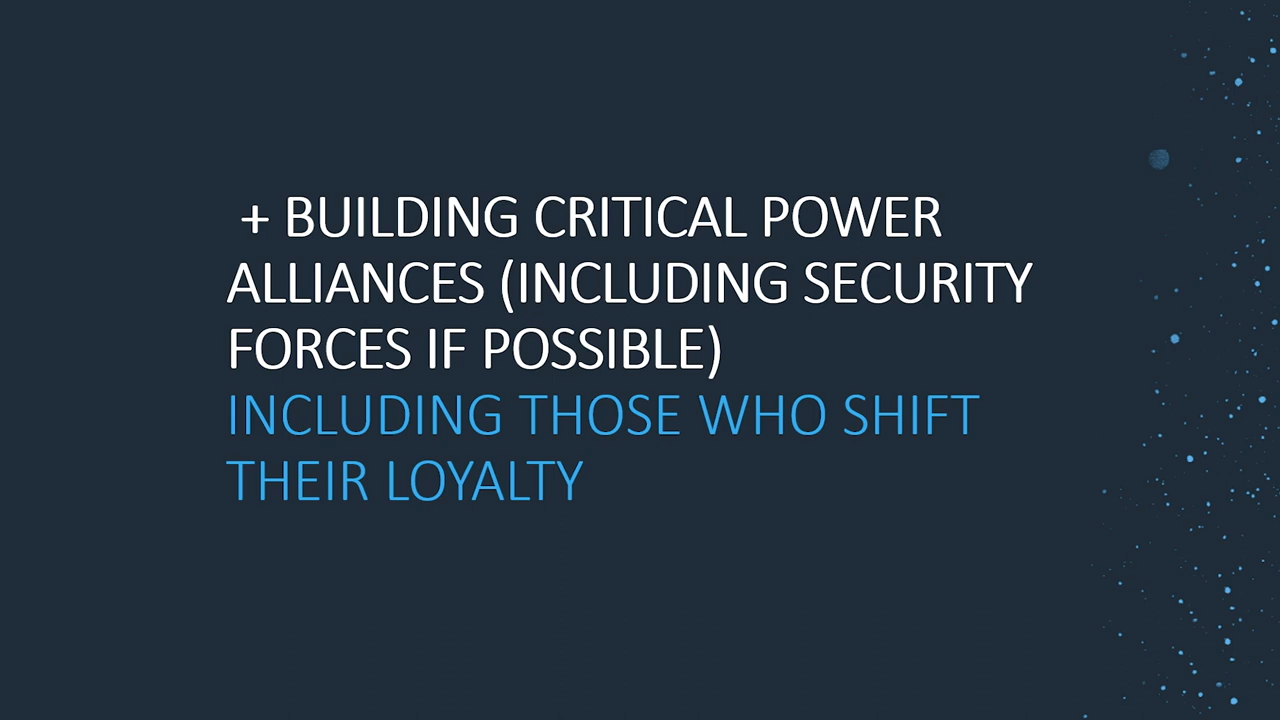 + BUILDING CRITICAL POWER
ALLIANCES (INCLUDING SECURITY
FORCES IF POSSIBLE)
INCLUDING THOSE WHO SHIFT
THEIR LOYALTY